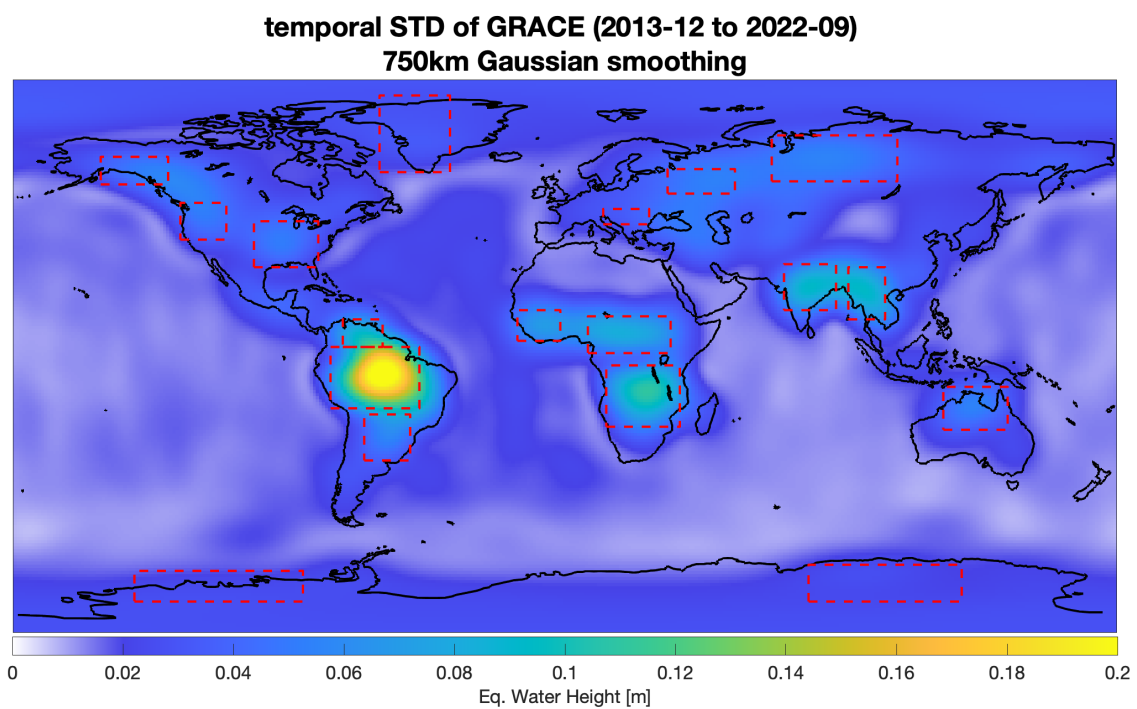 temporal STD of GRACE (2013-12 to 2022-09)
750km Gaussian smoothing
0 0.02 0.04 0.06 0.08 0.1 0.12 0.14 0.16 0.18 0.2
Eq. Water Height [m]